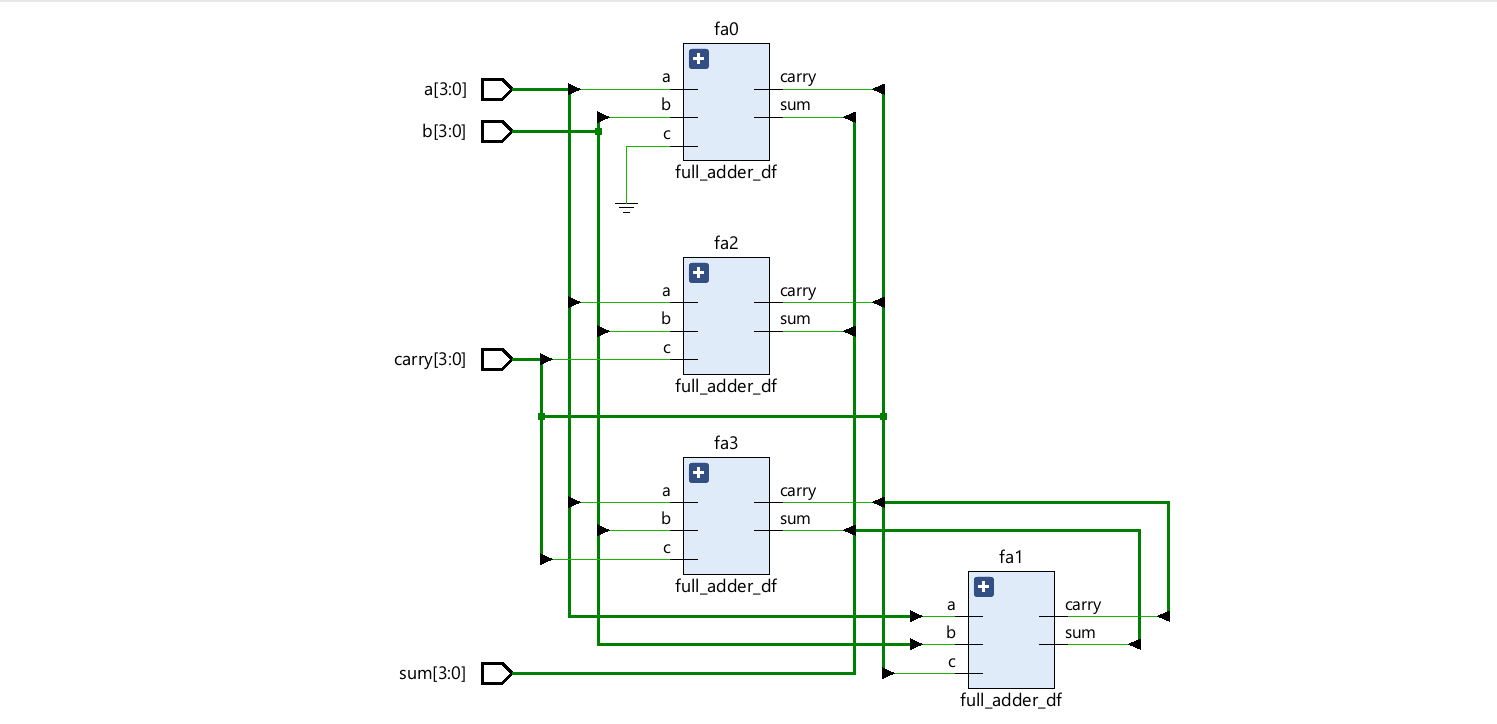 fa0
a[3:0]
a
carry
b
sum
b[3:0]
c
full_adder_df
fa2
a
carry
b
sum
c
carry[3:0]
full_adder_df
fa3
a
carry
b
sum
c
full_adder_df
fa1
a
carry
b
sum
c
sum[3:0]
full_adder_df